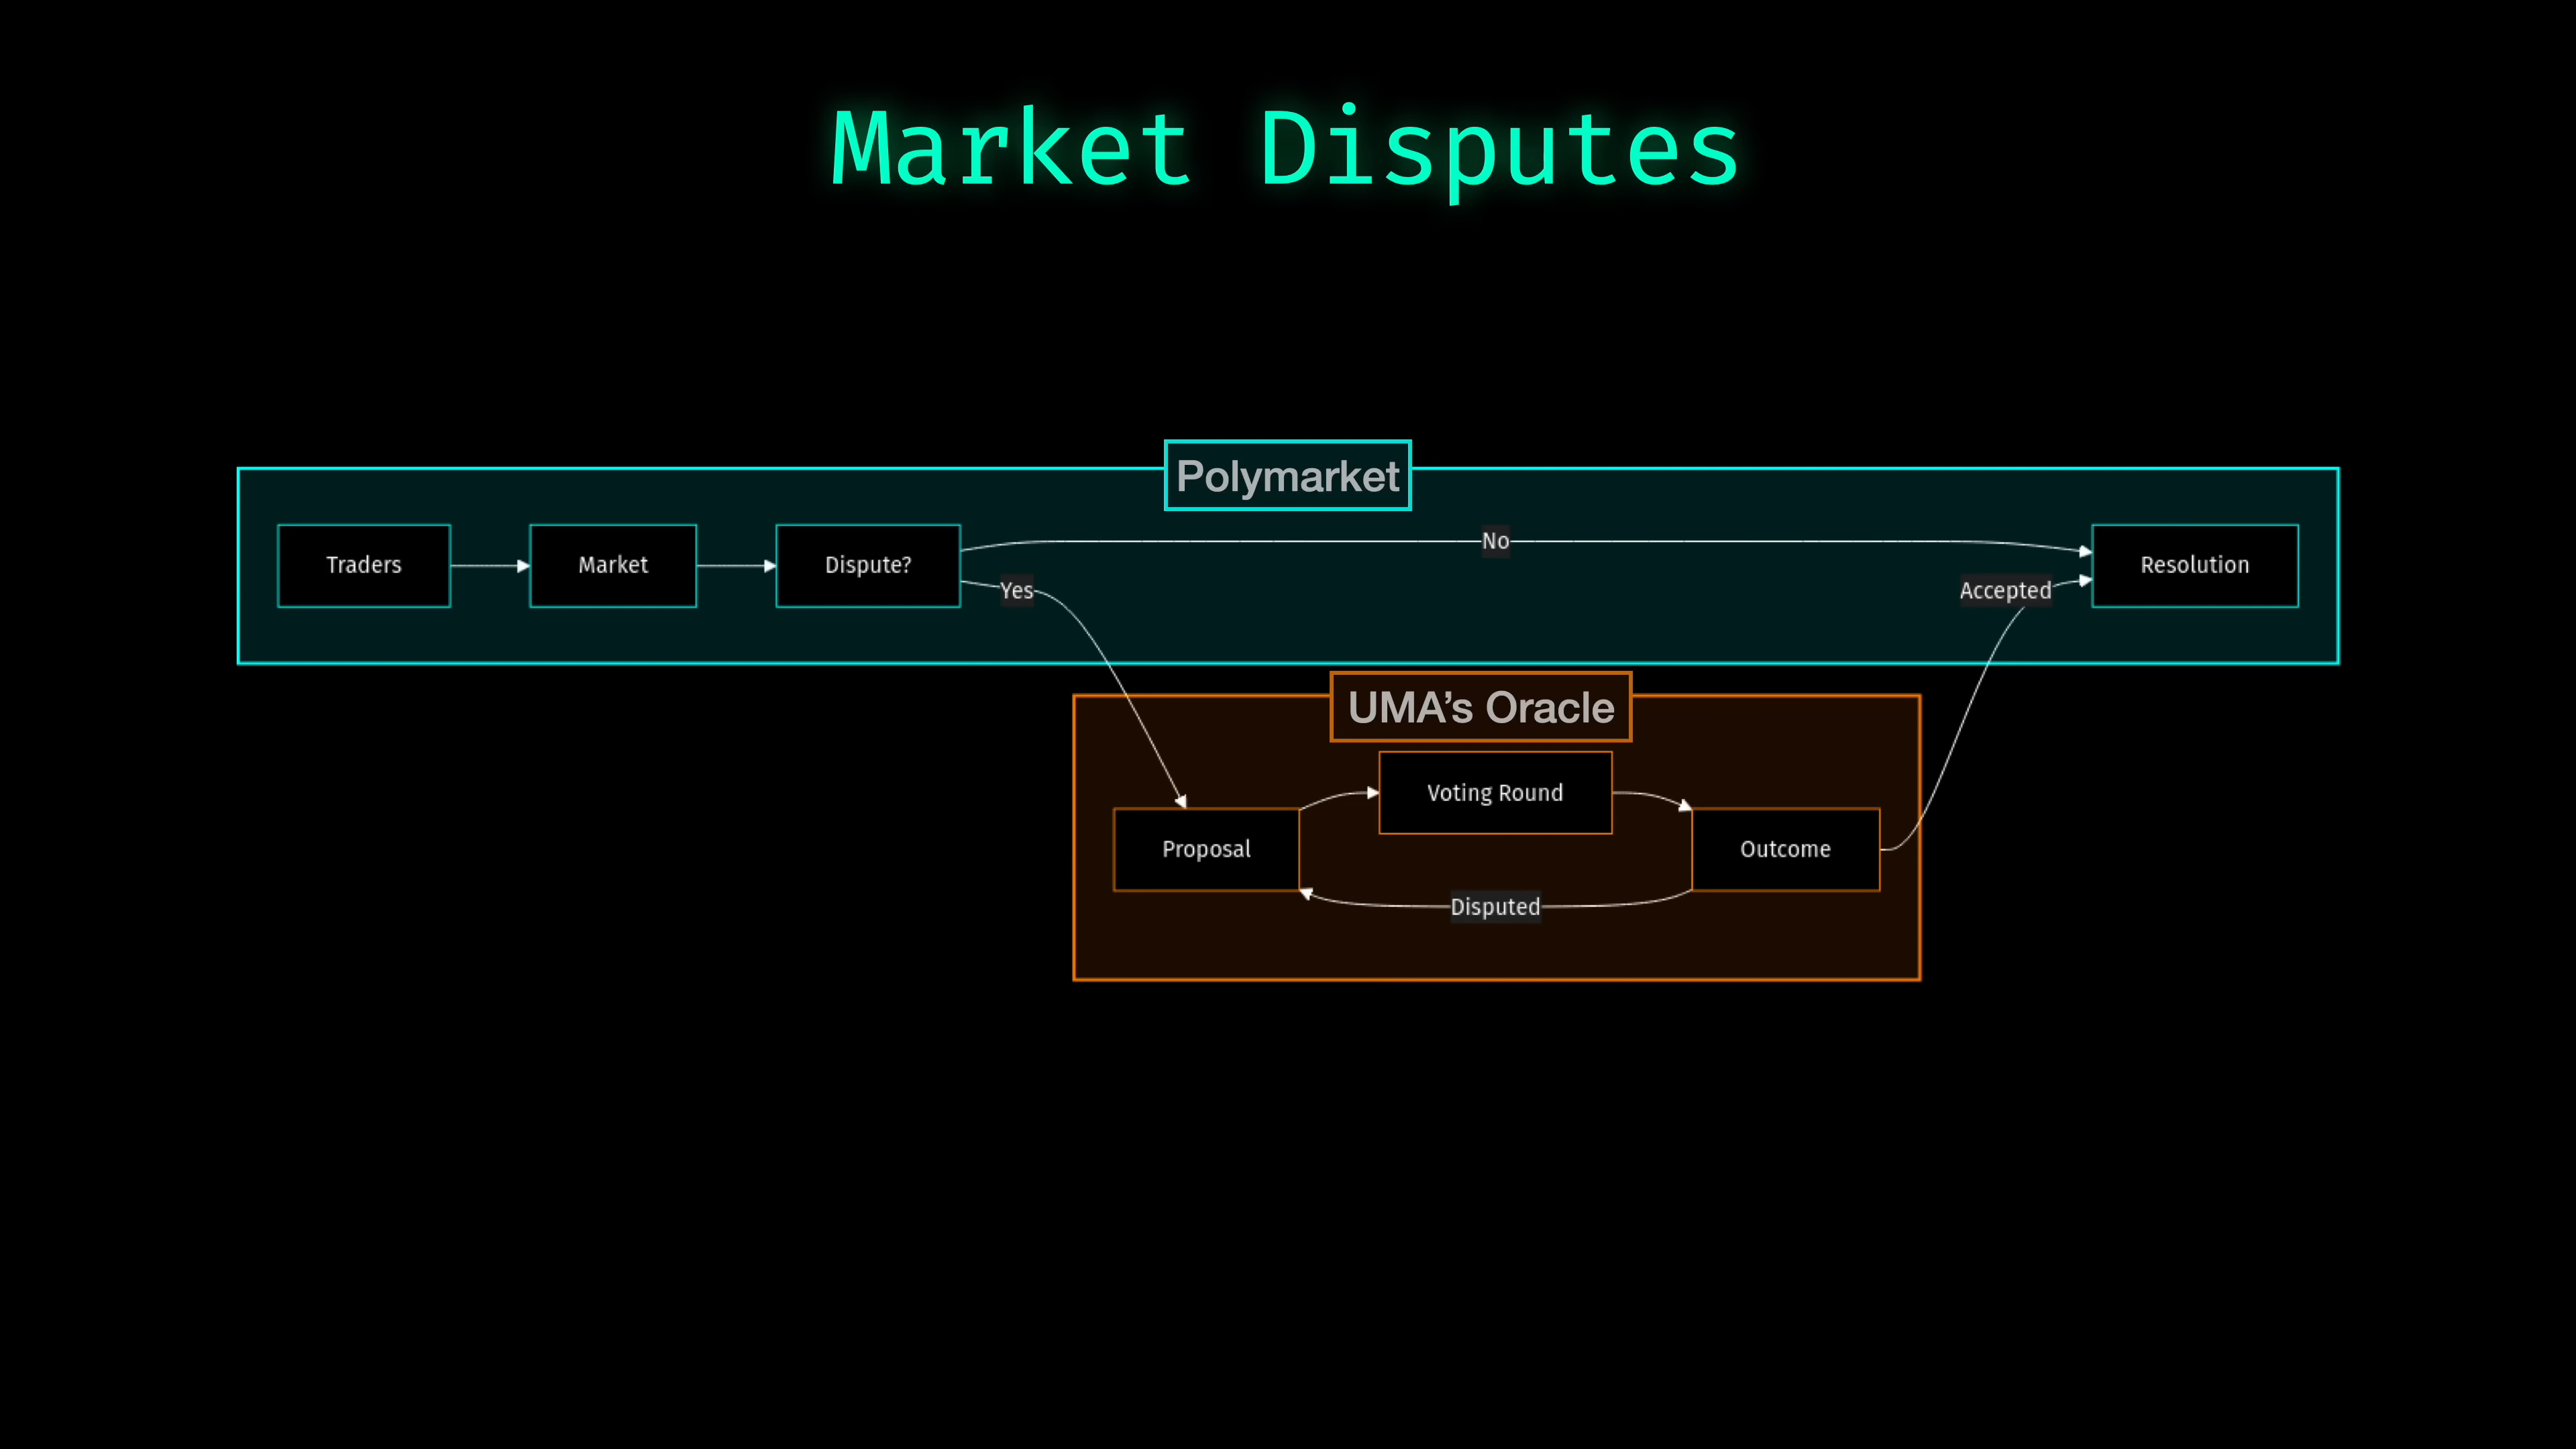 Market Disputes
Polymarket
Traders
Market
Dispute?
No
Yes
Accepted
Resolution
UMA’s Oracle
Proposal
Voting Round
Outcome
Disputed